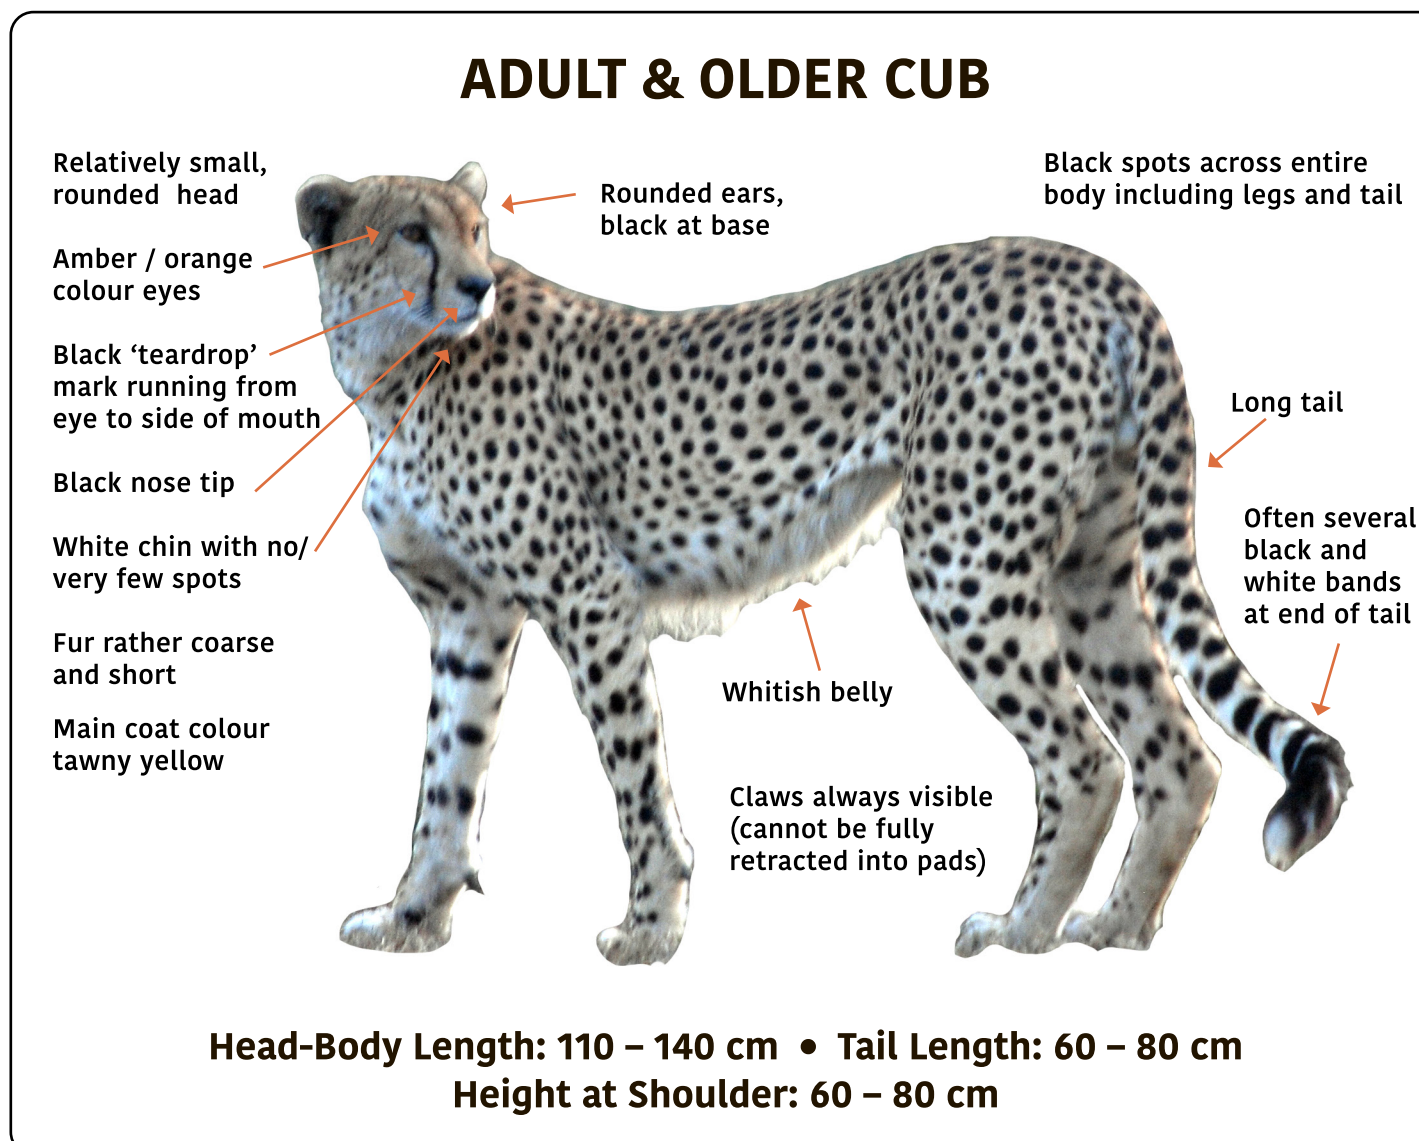 ADULT & OLDER CUB
Relatively small,
rounded head
Amber / orange
colour eyes
Black ‘teardrop’
mark running from
eye to side of mouth
Black nose tip
White chin with no/
very few spots
Fur rather coarse
and short
Main coat colour
tawny yellow
Rounded ears,
black at base
Black spots across entire
body including legs and tail
Long tail
Often several
black and
white bands
at end of tail
Whitish belly
Claws always visible
(cannot be fully
retracted into pads)
Head-Body Length: 110 – 140 cm • Tail Length: 60 – 80 cm
Height at Shoulder: 60 – 80 cm